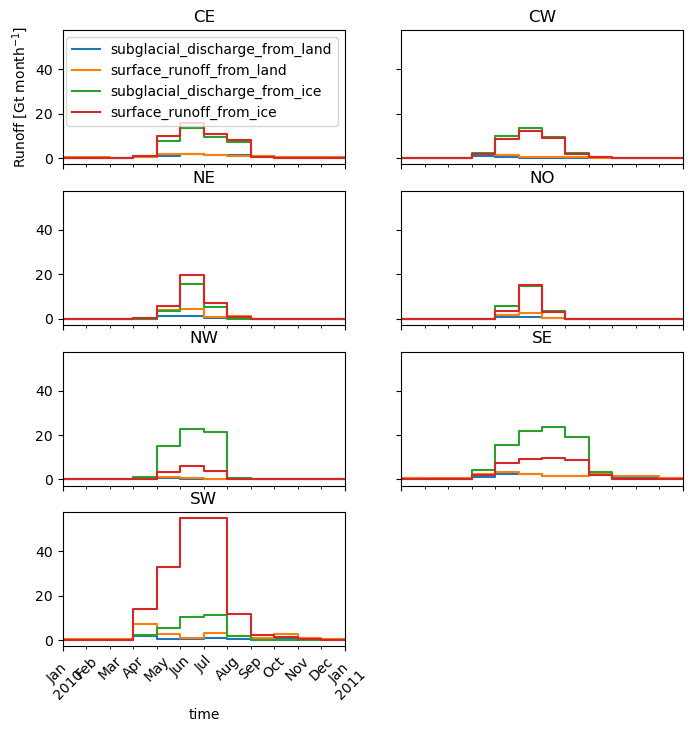 CE
CW
Runoff [Gt month⁻¹]
40
20
0
subglacial_discharge_from_land
surface_runoff_from_land
subglacial_discharge_from_ice
surface_runoff_from_ice
NE
NO
40
20
0
NW
SE
40
20
0
SW
40
20
0
Jan
2010
Feb
Mar
Apr
May
Jun
Jul
Aug
Sep
Oct
Nov
Dec
Jan
2011
time